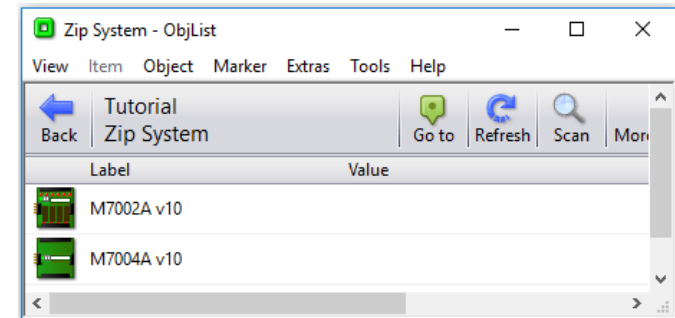 Zip System - ObjList
View Item Object Marker Extras Tools Help
Tutorial
Zip System
Back Go to Refresh Scan More
Label Value
M7002A v10
M7004A v10